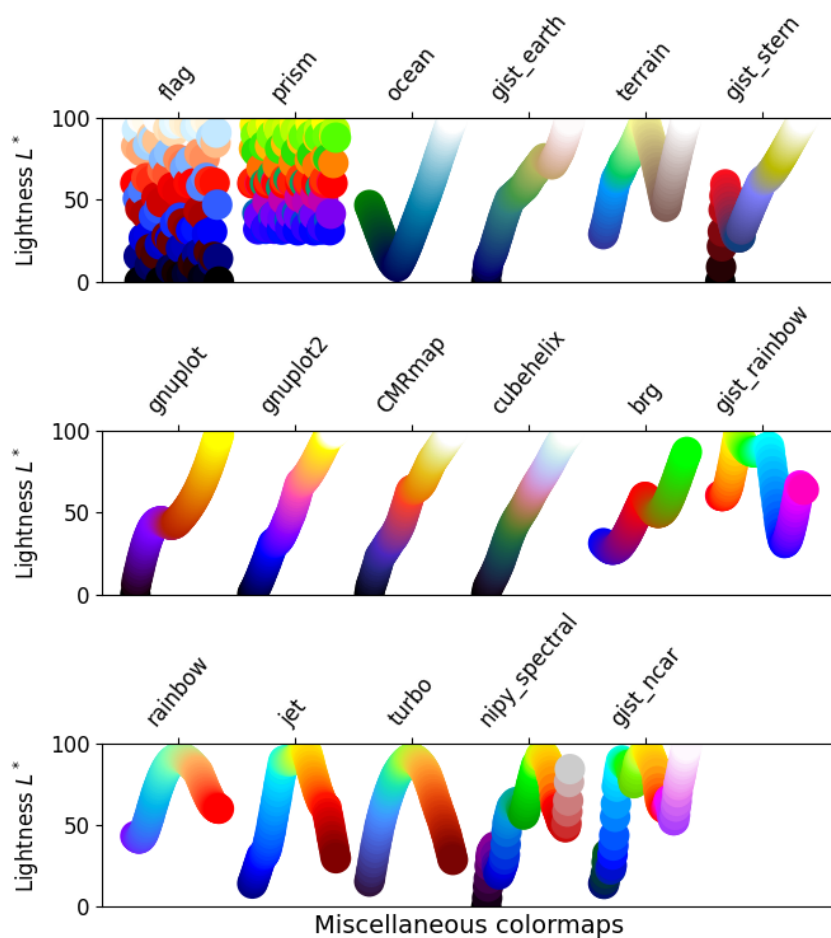 flag prism ocean gist_earth terrain gist_stern
100
50
0
Lightness L*
gnuplot gnuplot2 CMRmap cubehelix brg gist_rainbow
100
50
0
Lightness L*
rainbow jet turbo nipy_spectral gist_ncar
100
50
0
Lightness L*
Miscellaneous colormaps